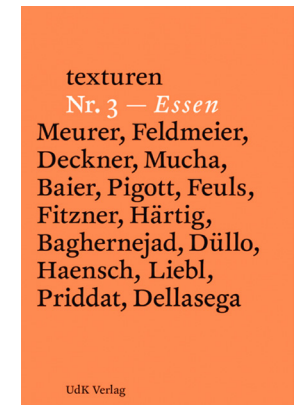 texturen
Nr. 3 — Essen
Meurer, Feldmeier,
Deckner, Mucha,
Baier, Pigott, Feuls,
Fitzner, Härtig,
Baghernejad, Düllo,
Haensch, Liebl,
Priddat, Dellasega
UdK Verlag